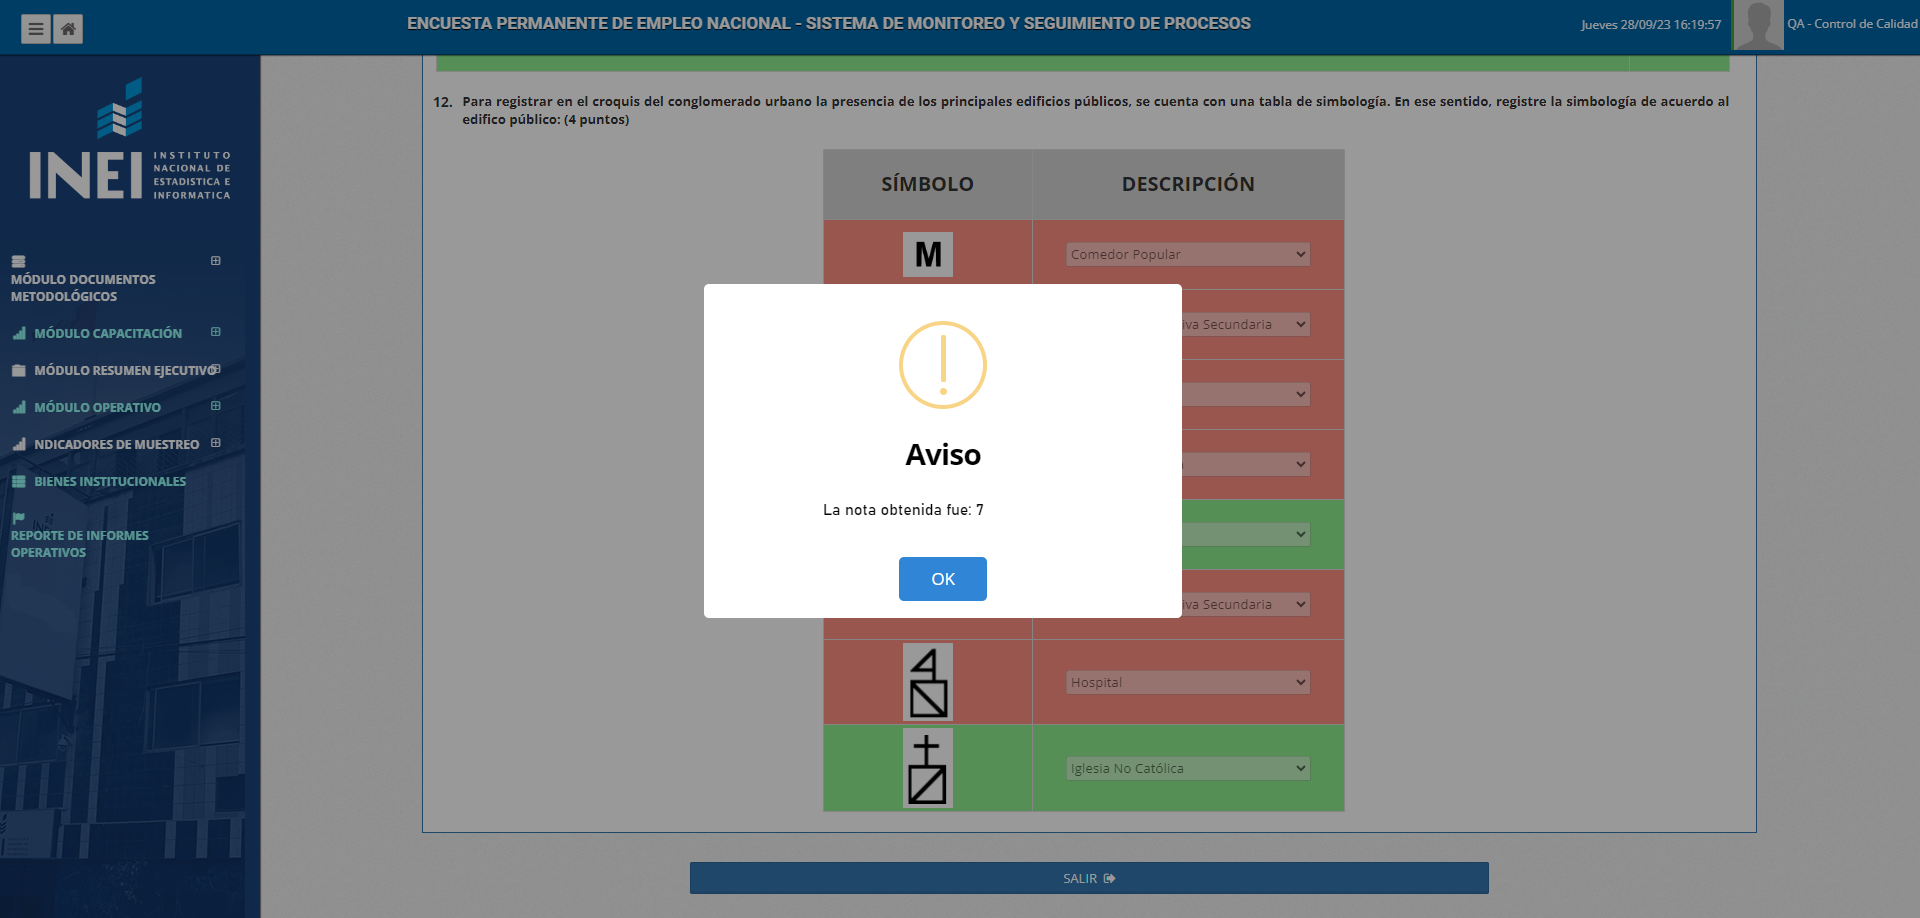 ENCUESTA PERMANENTE DE EMPLEO NACIONAL - SISTEMA DE MONITOREO Y SEGUIMIENTO DE PROCESOS
Jueves 28/09/23 16:19:57
QA - Control de Calidad
INEI
INSTITUTO
NACIONAL DE
ESTADISTICA E
INFORMATICA
MÓDULO DOCUMENTOS
METODOLÓGICOS
MÓDULO CAPACITACIÓN
MÓDULO RESUMEN EJECUTIVO
MÓDULO OPERATIVO
NDICADORES DE MUESTREO
BIENES INSTITUCIONALES
REPORTE DE INFORMES
OPERATIVOS
12. Para registrar en el croquis del conglomerado urbano la presencia de los principales edificios públicos, se cuenta con una tabla de simbología. En ese sentido, registre la simbología de acuerdo al
edifico público: (4 puntos)
SÍMBOLO DESCRIPCIÓN
M Comedor Popular
iva Secundaria
Aviso
La nota obtenida fue: 7
OK
iva Secundaria
Hospital
Iglesia No Católica
SALIR